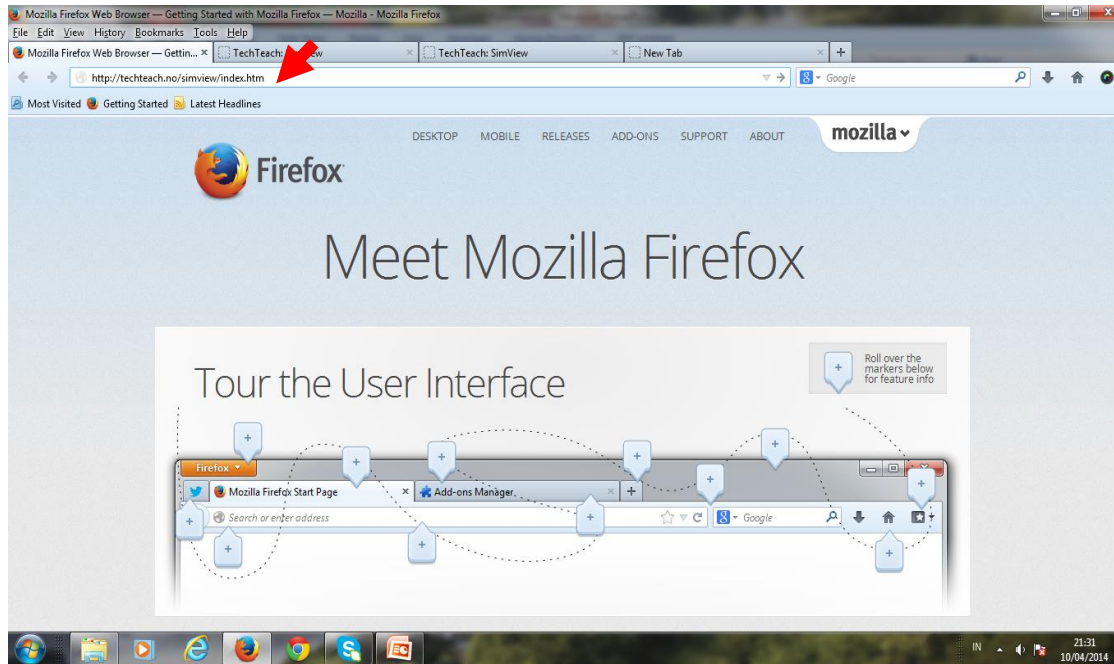 Mozilla Firefox Web Browser — Getting Started with Mozilla Firefox — Mozilla - Mozilla Firefox
File Edit View History Bookmarks Tools Help
Mozilla Firefox Web Browser — Gettin... TechTeach: TechTeach: SimView New Tab
http://techteach.no/simview/index.htm Google
Most Visited Getting Started Latest Headlines
DESKTOP MOBILE RELEASES ADD-ONS SUPPORT ABOUT mozilla
Firefox
Meet Mozilla Firefox
Tour the User Interface
Roll over the
markers below
for feature info
Firefox
Mozilla Firefox Start Page Add-ons Manager
Search or enter address Google
IN 21:31
10/04/2014